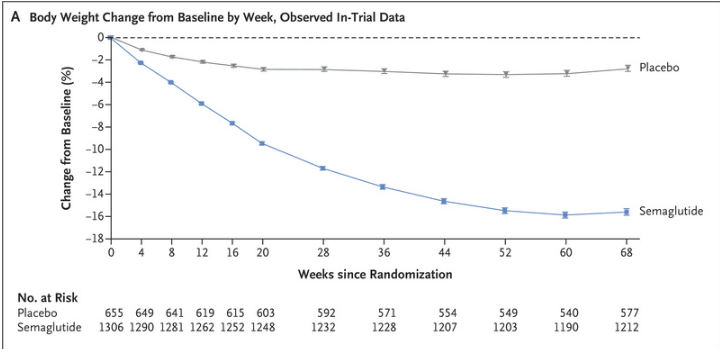 A Body Weight Change from Baseline by Week, Observed In-Trial Data
Change from Baseline (%)
0
−2
−4
−6
−8
−10
−12
−14
−16
−18
Placebo
Semaglutide
0 4 8 12 16 20 28 36 44 52 60 68
Weeks since Randomization
No. at Risk
Placebo 655 649 641 619 615 603 592 571 554 549 540 577
Semaglutide 1306 1290 1281 1262 1252 1248 1232 1228 1207 1203 1190 1212